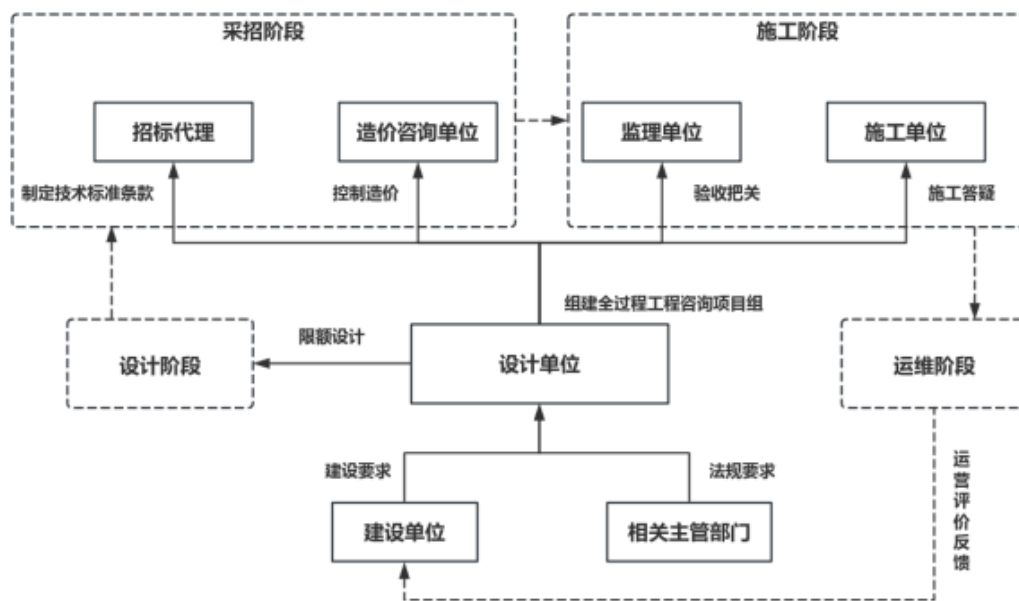 采招阶段
施工阶段
招标代理
造价咨询单位
监理单位
施工单位
制定技术标准条款
控制造价
验收把关
施工答疑
组建全过程工程咨询项目组
限额设计
设计阶段
设计单位
运维阶段
建设要求
法规要求
运营评价反馈
建设单位
相关主管部门